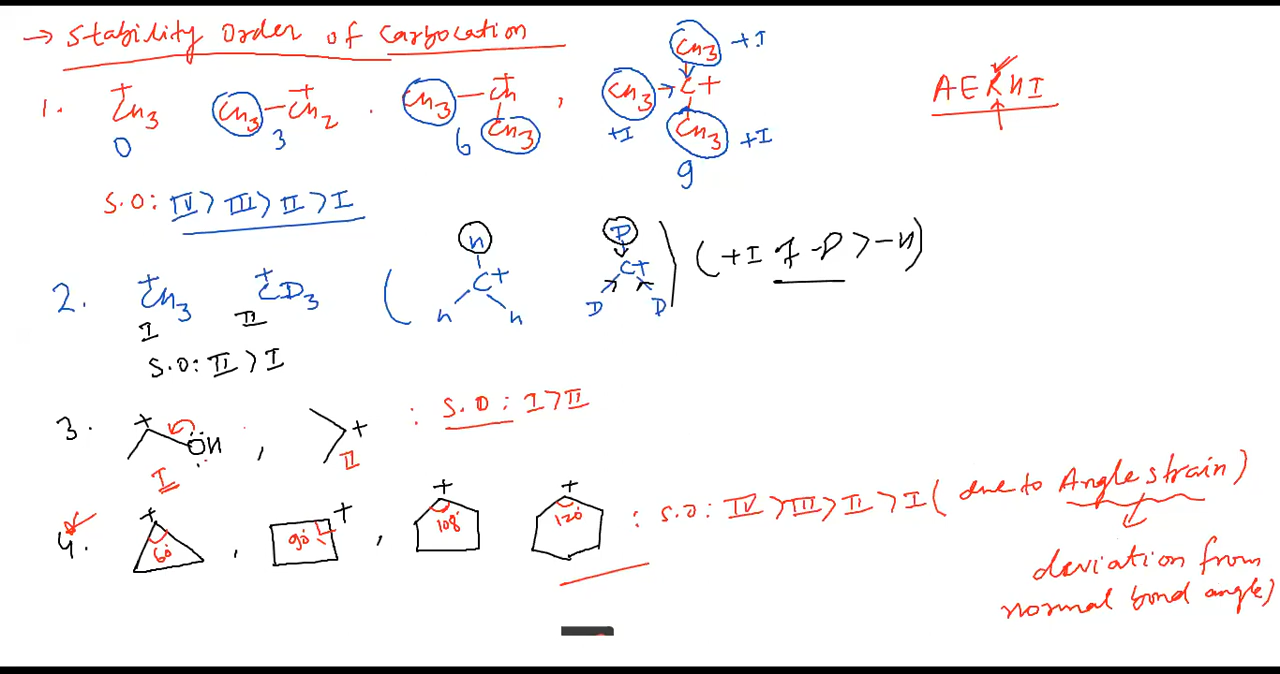 → Stability Order of Carbocation
CH3 +I
1. +CH3 CH3–+CH2 . CH3–+CH , CH3→C+ AERHI
0 3 6 CH3 +I CH3 +I
9
S.O: IV > III > II > I
H D (+I of -D > -H)
2. +CH3 +CD3 ( C+ C+ )
I II H H D D
S.O: II > I
3. + ÖH , + : S.O : I > II
I II
4. + 60° , 90° + , + 108° , + 120° : S.O: IV > III > II > I (due to Angle strain)
deviation from
normal bond angle)